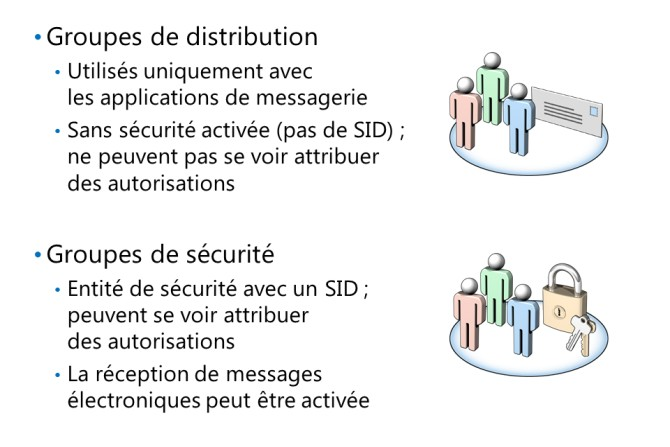 • Groupes de distribution
• Utilisés uniquement avec
les applications de messagerie
• Sans sécurité activée (pas de SID) ;
ne peuvent pas se voir attribuer
des autorisations
• Groupes de sécurité
• Entité de sécurité avec un SID ;
peuvent se voir attribuer
des autorisations
• La réception de messages
électroniques peut être activée